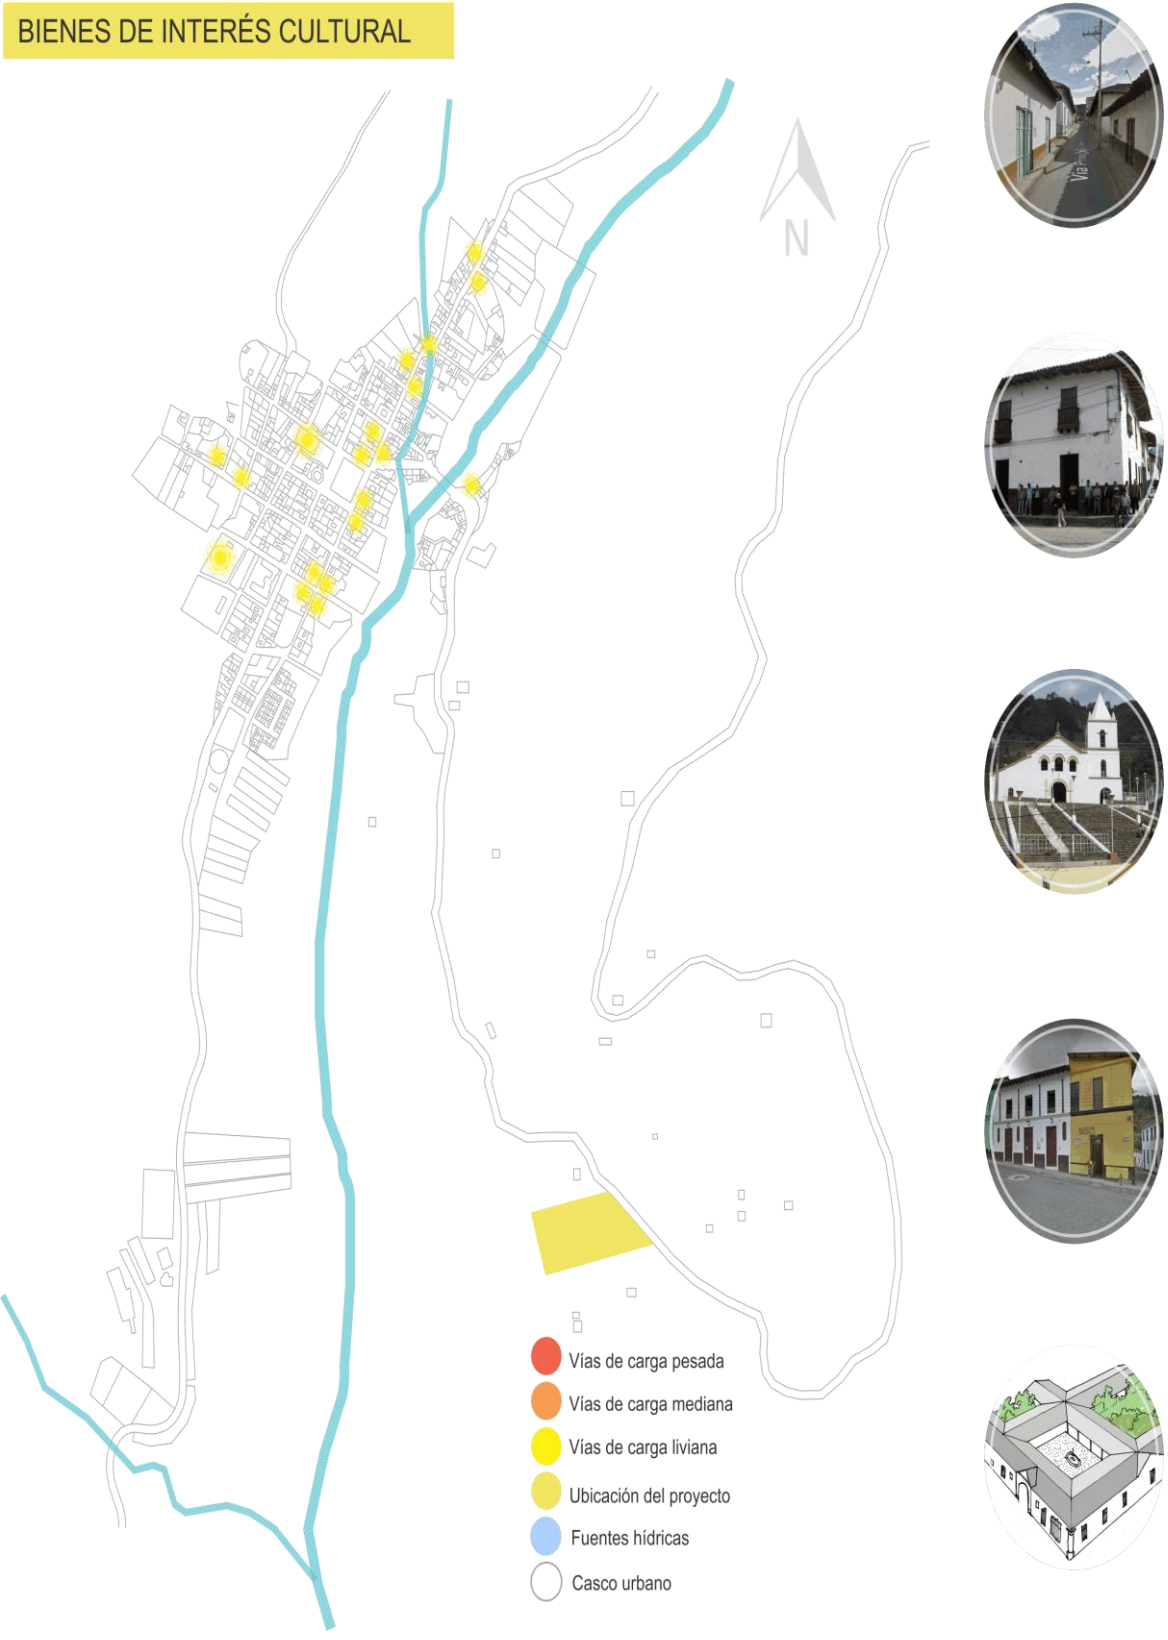 BIENES DE INTERÉS CULTURAL
N
Vías de carga pesada
Vías de carga mediana
Vías de carga liviana
Ubicación del proyecto
Fuentes hídricas
Casco urbano